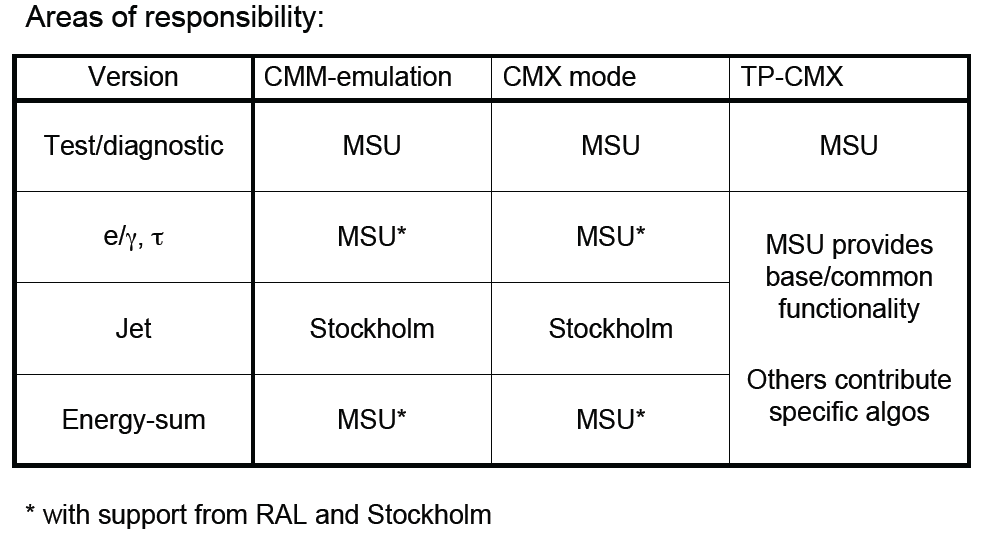 Areas of responsibility:
Version CMM-emulation CMX mode TP-CMX
Test/diagnostic MSU MSU MSU
e/γ, τ MSU* MSU*
Jet Stockholm Stockholm
Energy-sum MSU* MSU*
MSU provides
base/common
functionality
Others contribute
specific algos
* with support from RAL and Stockholm